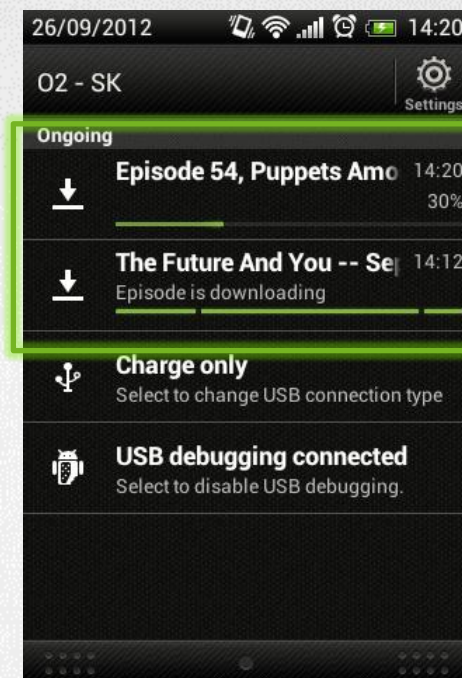 26/09/2012 14:20
O2 - SK
Settings
Ongoing
Episode 54, Puppets Amo 14:20
30%
The Future And You -- Se 14:12
Episode is downloading
Charge only
Select to change USB connection type
USB debugging connected
Select to disable USB debugging.